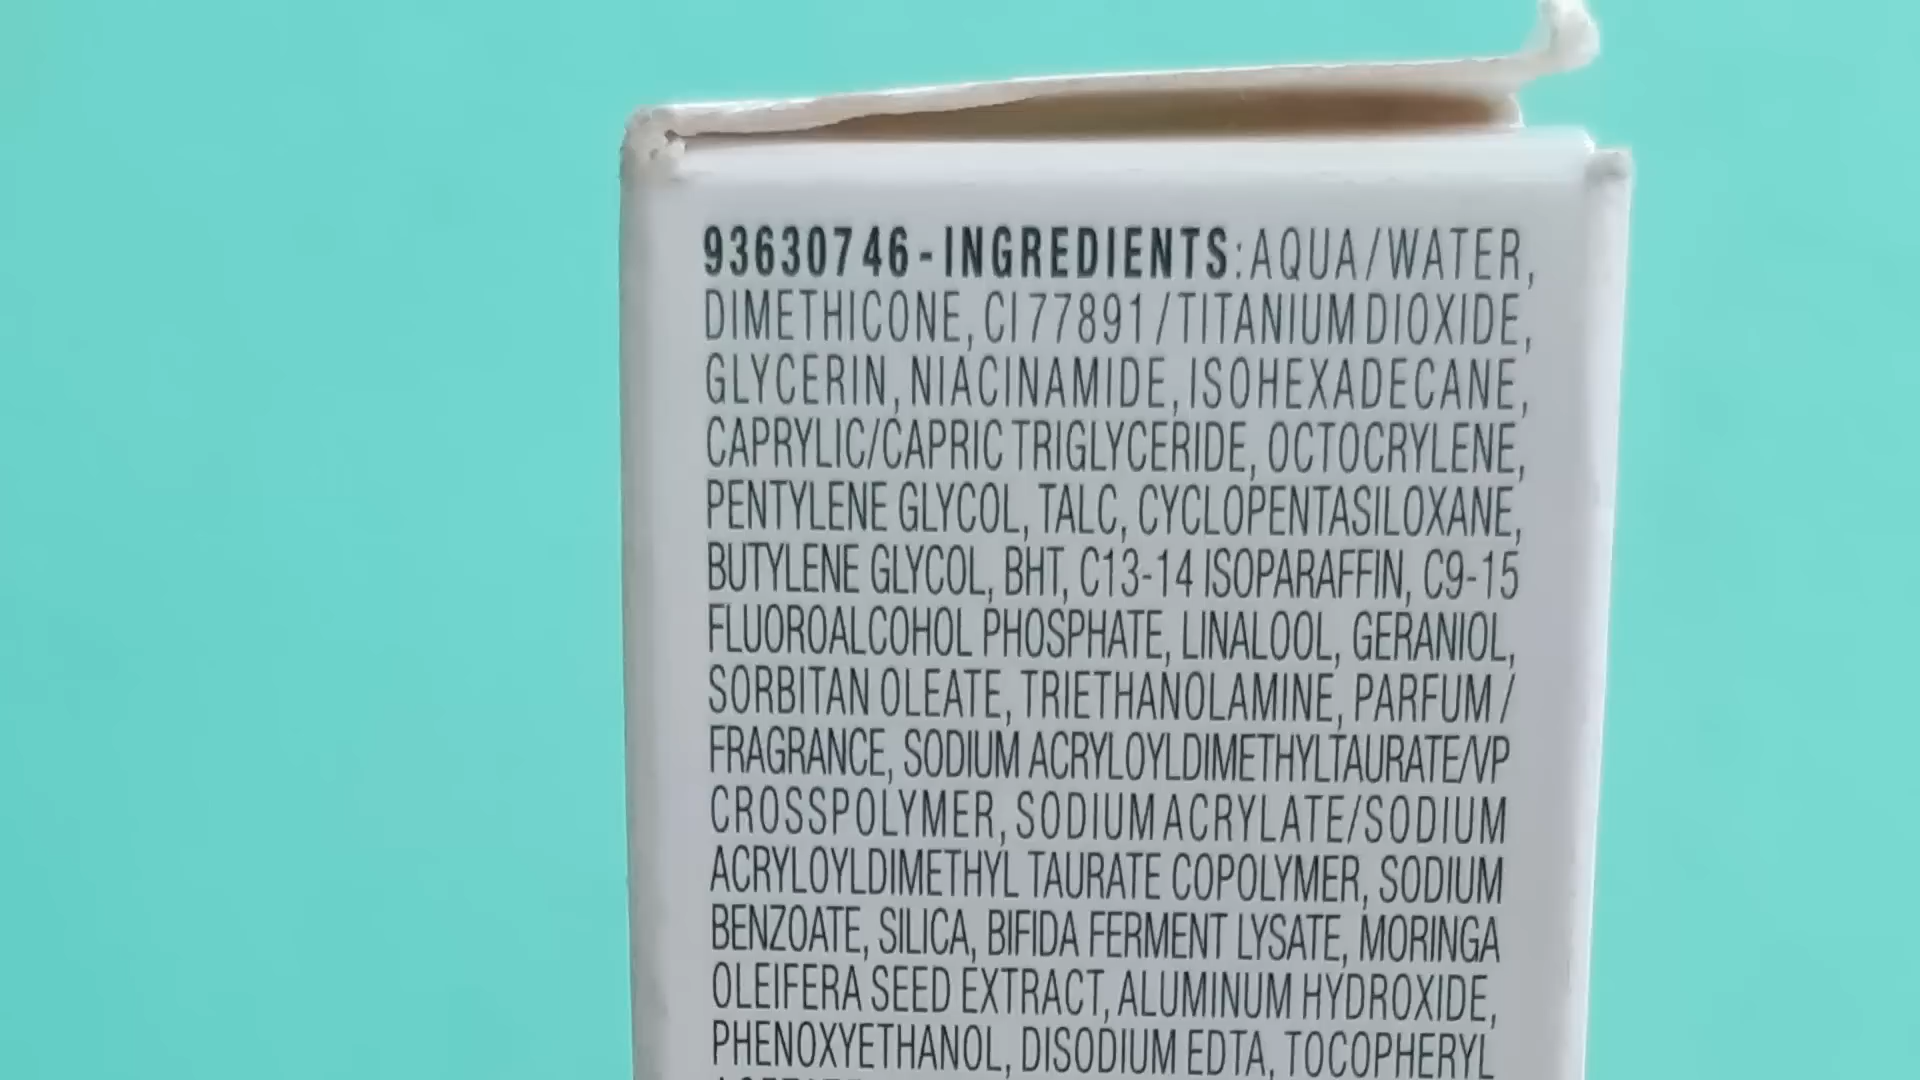 93630746-INGREDIENTS: AQUA/WATER,
DIMETHICONE, CI 77891/TITANIUM DIOXIDE,
GLYCERIN, NIACINAMIDE, ISOHEXADECANE,
CAPRYLIC/CAPRIC TRIGLYCERIDE, OCTOCRYLENE,
PENTYLENE GLYCOL, TALC, CYCLOPENTASILOXANE,
BUTYLENE GLYCOL, BHT, C13-14 ISOPARAFFIN, C9-15
FLUOROALCOHOL PHOSPHATE, LINALOOL, GERANIOL,
SORBITAN OLEATE, TRIETHANOLAMINE, PARFUM /
FRAGRANCE, SODIUM ACRYLOYLDIMETHYLTAURATE/VP
CROSSPOLYMER, SODIUM ACRYLATE/SODIUM
ACRYLOYLDIMETHYL TAURATE COPOLYMER, SODIUM
BENZOATE, SILICA, BIFIDA FERMENT LYSATE, MORINGA
OLEIFERA SEED EXTRACT, ALUMINUM HYDROXIDE,
PHENOXYETHANOL, DISODIUM EDTA, TOCOPHERYL